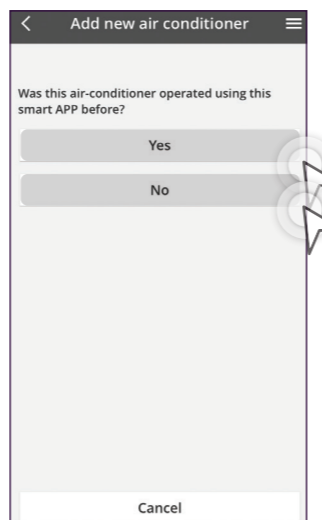 Add new air conditioner
Was this air-conditioner operated using this
smart APP before?
Yes
No
Cancel